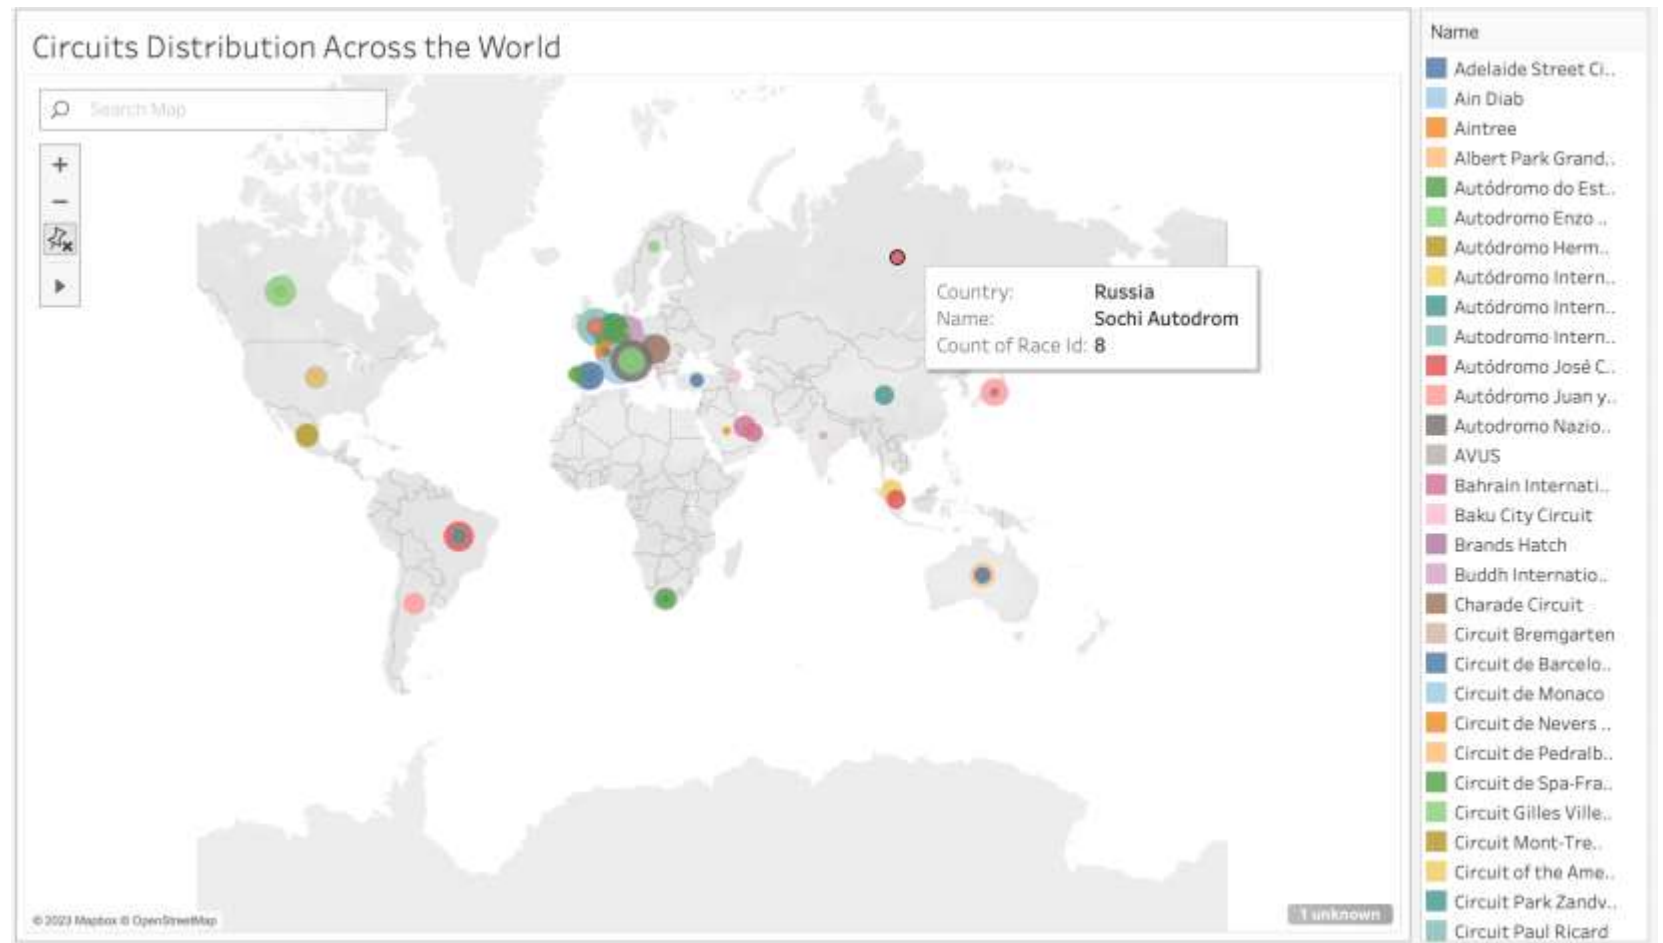 Circuits Distribution Across the World
Search Map
Country: Russia
Name: Sochi Autodrom
Count of Race Id: 8
© 2023 Mapbox © OpenStreetMap
1 unknown
Name
Adelaide Street Ci..
Ain Diab
Aintree
Albert Park Grand..
Autódromo do Est..
Autodromo Enzo ..
Autódromo Herm..
Autódromo Intern..
Autódromo Intern..
Autodromo Intern..
Autódromo José C..
Autódromo Juan y..
Autodromo Nazio..
AVUS
Bahrain Internati..
Baku City Circuit
Brands Hatch
Buddh Internatio..
Charade Circuit
Circuit Bremgarten
Circuit de Barcelo..
Circuit de Monaco
Circuit de Nevers ..
Circuit de Pedralb..
Circuit de Spa-Fra..
Circuit Gilles Ville..
Circuit Mont-Tre..
Circuit of the Ame..
Circuit Park Zandv..
Circuit Paul Ricard